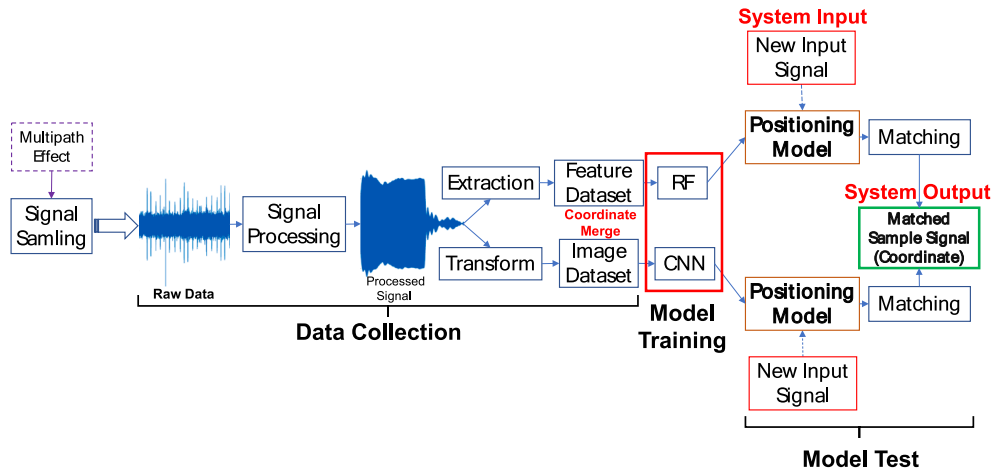 System Input
New Input
Signal
Multipath
Effect
Signal
Samling
Raw Data
Signal
Processing
Processed
Signal
Extraction
Feature
Dataset
Coordinate
Merge
Transform
Image
Dataset
Data Collection
RF
CNN
Model
Training
Positioning
Model
Matching
System Output
Matched
Sample Signal
(Coordinate)
Positioning
Model
Matching
New Input
Signal
Model Test